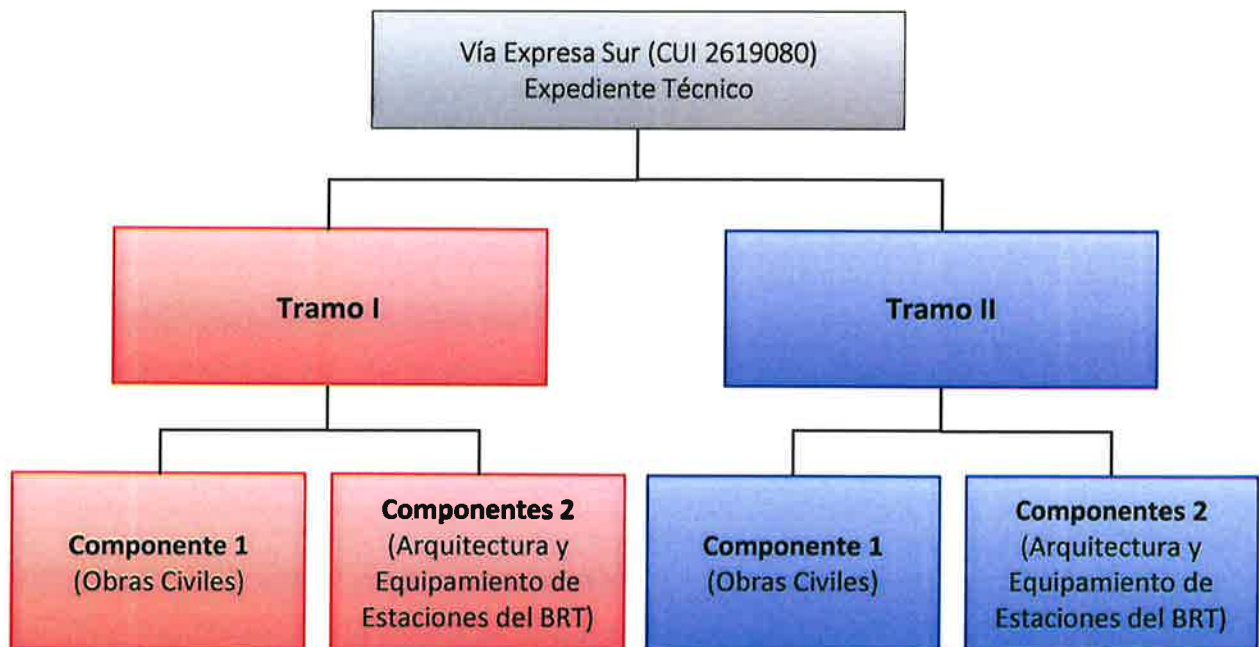 Vía Expresa Sur (CUI 2619080)
Expediente Técnico
Tramo I
Tramo II
Componente 1
(Obras Civiles)
Componentes 2
(Arquitectura y
Equipamiento de
Estaciones del BRT)
Componente 1
(Obras Civiles)
Componentes 2
(Arquitectura y
Equipamiento de
Estaciones del BRT)